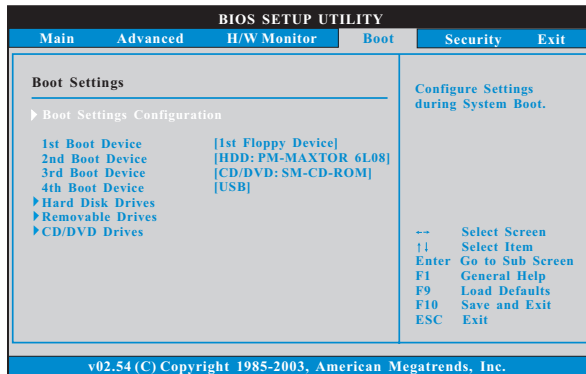 BIOS SETUP UTILITY
Main Advanced H/W Monitor Boot Security Exit
Boot Settings
Boot Settings Configuration
1st Boot Device [1st Floppy Device]
2nd Boot Device [HDD: PM-MAXTOR 6L08]
3rd Boot Device [CD/DVD: SM-CD-ROM]
4th Boot Device [USB]
Hard Disk Drives
Removable Drives
CD/DVD Drives
Configure Settings
during System Boot.
←→ Select Screen
↑↓ Select Item
Enter Go to Sub Screen
F1 General Help
F9 Load Defaults
F10 Save and Exit
ESC Exit
v02.54 (C) Copyright 1985-2003, American Megatrends, Inc.